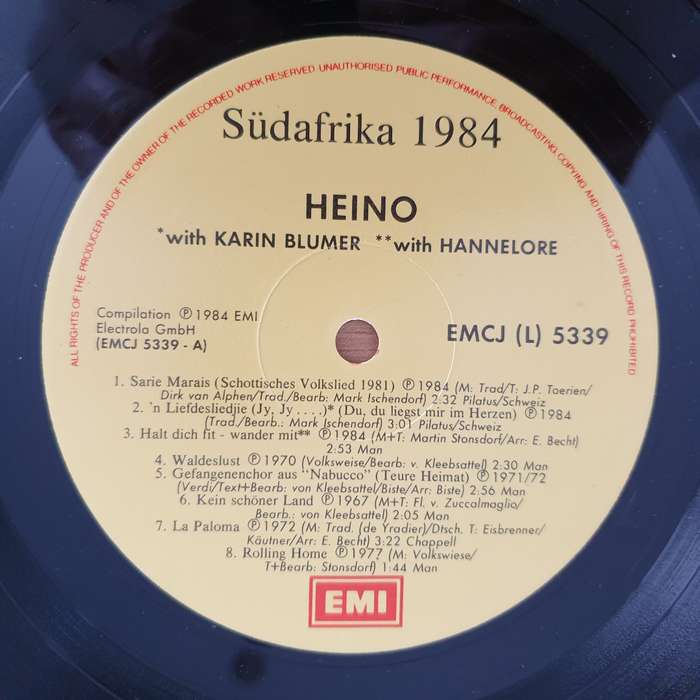 ALL RIGHTS OF THE PRODUCER AND OF THE OWNER OF THE RECORDED WORK RESERVED UNAUTHORISED PUBLIC PERFORMANCE, BROADCASTING COPYING AND HIRING OF THIS RECORD PROHIBITED
Südafrika 1984
HEINO
*with KARIN BLUMER **with HANNELORE
Compilation ℗ 1984 EMI
Electrola GmbH
(EMCJ 5339 - A)
EMCJ (L) 5339
1. Sarie Marais (Schottisches Volkslied 1981) ℗ 1984 (M: Trad/T: J.P. Toerien/
Dirk van Alphen/Trad./Bearb: Mark Ischendorf) 2:32 Pilatus/Schweiz
2. 'n Liefdesliedjie (Jy, Jy . . . .)* (Du, du liegst mir im Herzen) ℗ 1984
(Trad./Bearb.: Mark Ischendorf) 3:01 Pilatus/Schweiz
3. Halt dich fit - wander mit** ℗ 1984 (M+T: Martin Stonsdorf/Arr: E. Becht)
2:53 Man
4. Waldeslust ℗ 1970 (Volksweise/Bearb: v. Kleebsattel) 2:30 Man
5. Gefangenenchor aus "Nabucco" (Teure Heimat) ℗ 1971/72
(Verdi/Text+Bearb: von Kleebsattel/Biste/Arr: Biste) 2:56 Man
6. Kein schöner Land ℗ 1967 (M+T: Fl. v. Zuccalmaglio/
Bearb.: von Kleebsattel) 2:05 Man
7. La Paloma ℗ 1972 (M: Trad. (de Yradier)/Dtsch. T: Eisbrenner/
Käutner/Arr: E. Becht) 3:22 Chappell
8. Rolling Home ℗ 1977 (M: Volkswiese/
T+Bearb: Stonsdorf) 1:44 Man
EMI